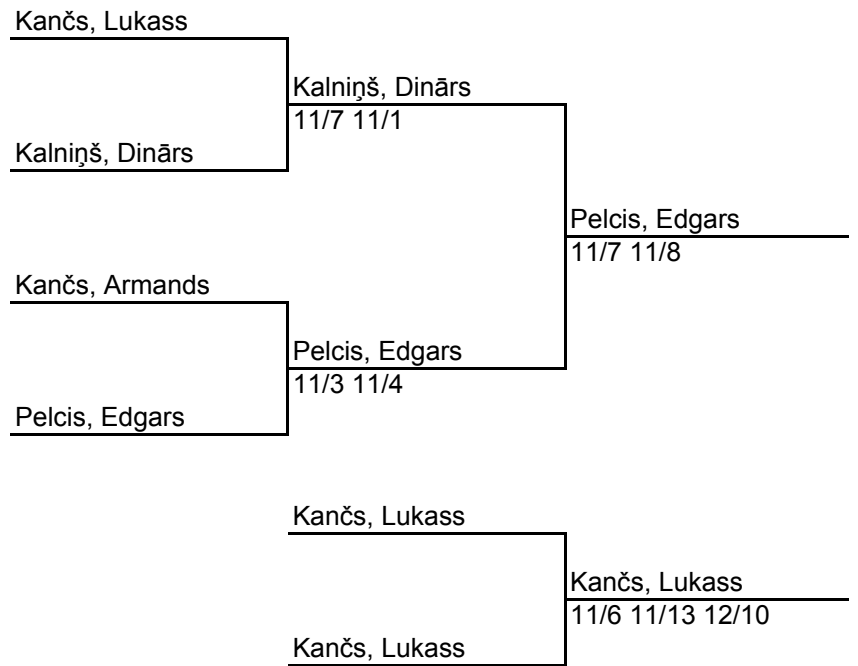 Kančs, Lukass
Kalniņš, Dinārs
11/7 11/1
Kalniņš, Dinārs
Pelcis, Edgars
11/7 11/8
Kančs, Armands
Pelcis, Edgars
11/3 11/4
Pelcis, Edgars
Kančs, Lukass
Kančs, Lukass
11/6 11/13 12/10
Kančs, Lukass